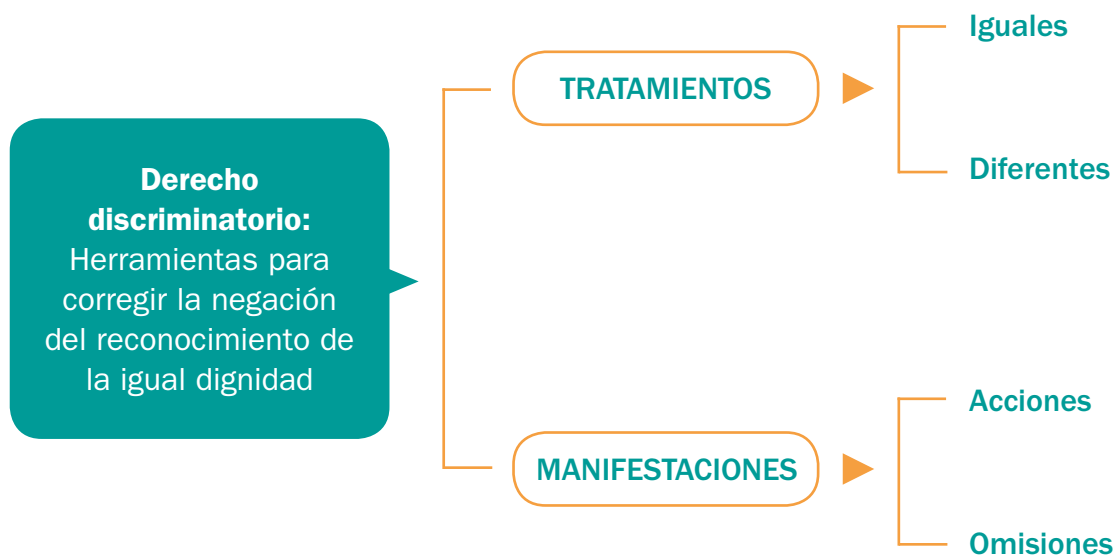 Derecho
discriminatorio:
Herramientas para
corregir la negación
del reconocimiento de
la igual dignidad
TRATAMIENTOS
Iguales
Diferentes
MANIFESTACIONES
Acciones
Omisiones